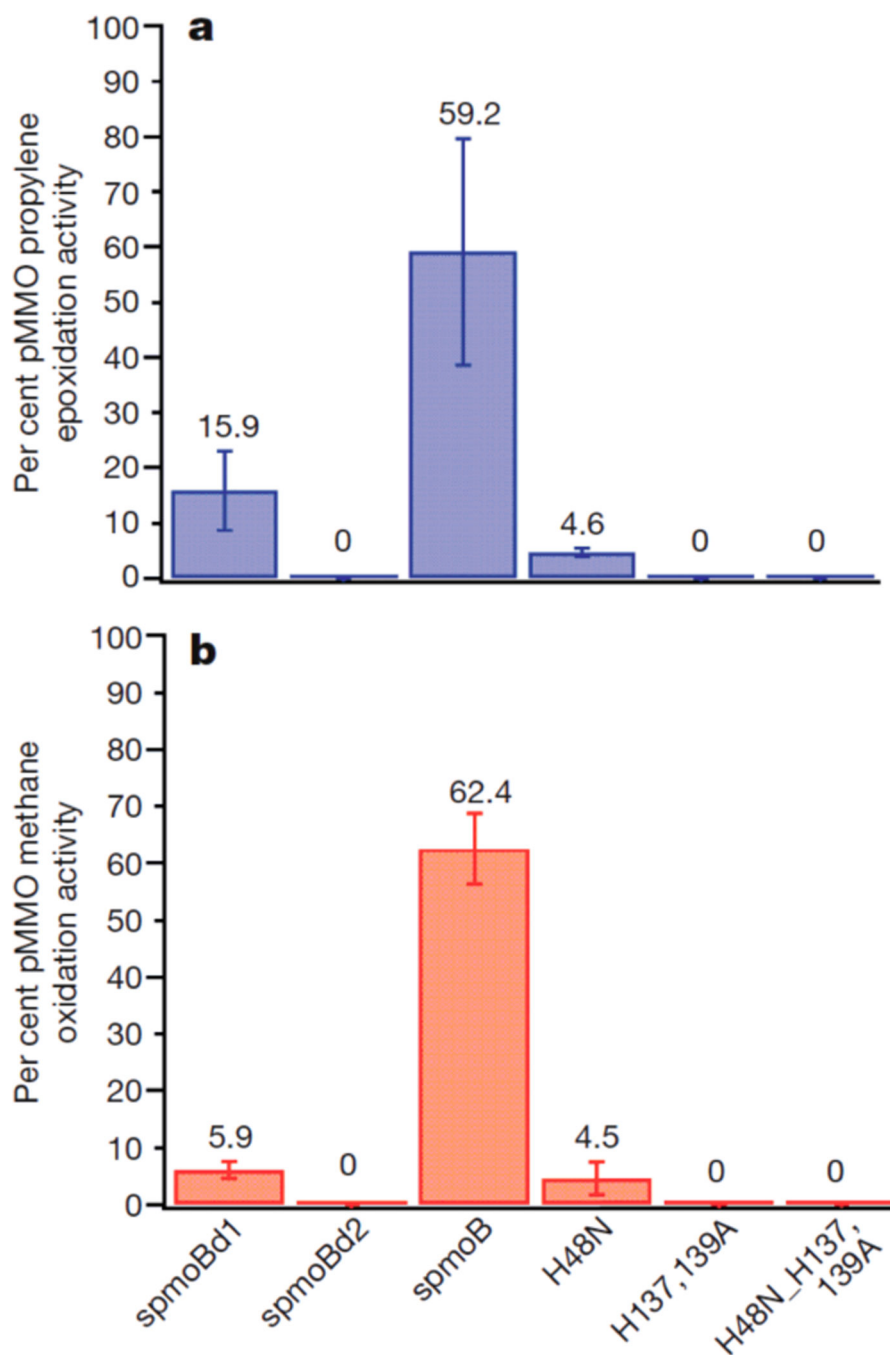 a
Per cent pMMO propylene
epoxidation activity
100
90
80
70
60
50
40
30
20
10
0
15.9
0
59.2
4.6
0
0
b
Per cent pMMO methane
oxidation activity
100
90
80
70
60
50
40
30
20
10
0
5.9
0
62.4
4.5
0
0
spmoBd1
spmoBd2
spmoB
H48N
H137,139A
H48N_H137,
139A